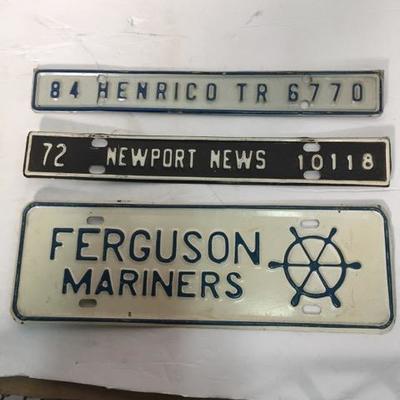 84 HENRICO TR 6770
72 NEWPORT NEWS 10118
FERGUSON
MARINERS